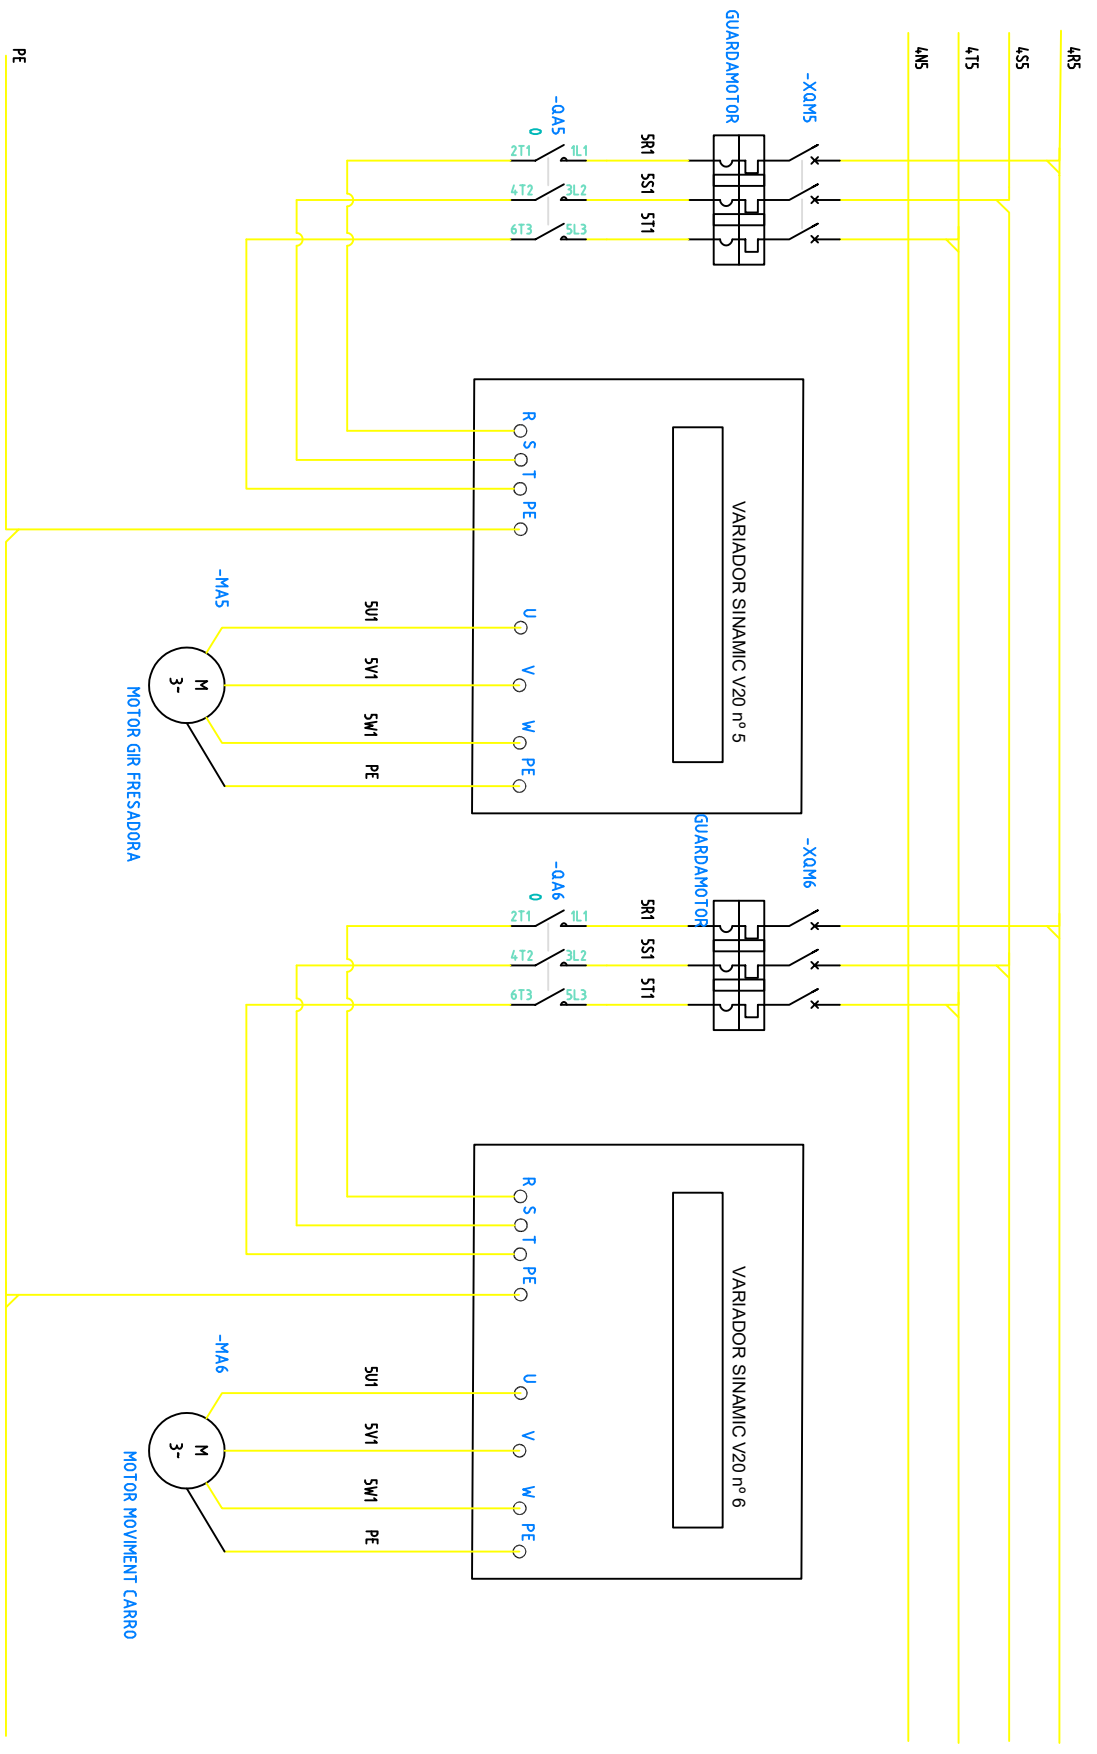 4R5
4S5
4T5
4N5
-XQM5
GUARDAMOTOR
5R1
5S1
5T1
-QA5
0
1L1
3L2
5L3
2T1
4T2
6T3
VARIADOR SINAMIC V20 nº 5
R
S
T
PE
U
V
W
PE
5U1
5V1
5W1
PE
-MA5
M
3~
MOTOR GIR FRESADORA
-XQM6
GUARDAMOTOR
5R1
5S1
5T1
-QA6
0
1L1
3L2
5L3
2T1
4T2
6T3
VARIADOR SINAMIC V20 nº 6
R
S
T
PE
U
V
W
PE
5U1
5V1
5W1
PE
-MA6
M
3~
MOTOR MOVIMENT CARRO
PE